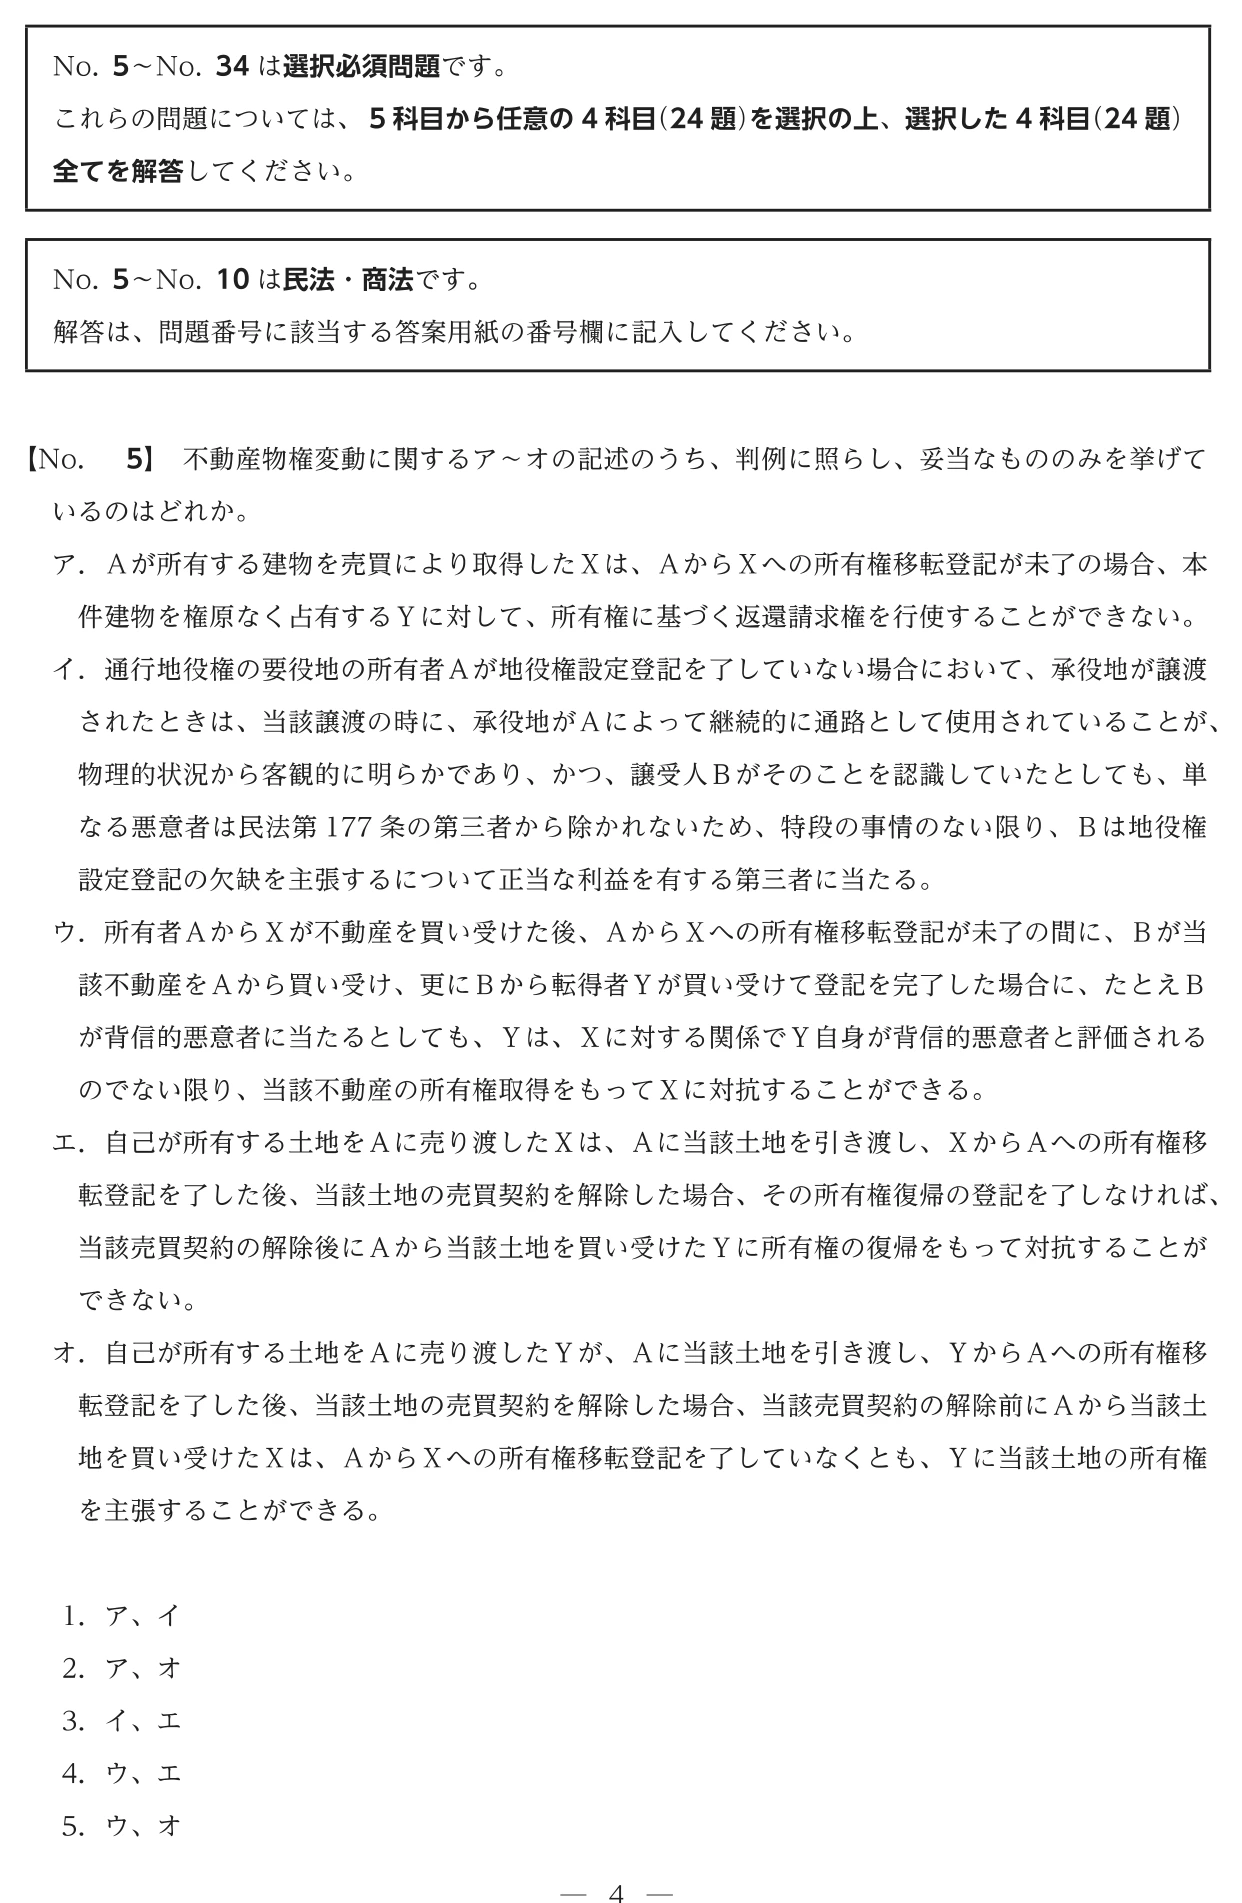 No. 5～No. 34 は選択必須問題です。
これらの問題については、5 科目から任意の 4 科目(24 題)を選択の上、選択した 4 科目(24 題)
全てを解答してください。
No. 5～No. 10 は民法・商法です。
解答は、問題番号に該当する答案用紙の番号欄に記入してください。
【No. 5】 不動産物権変動に関するア～オの記述のうち、判例に照らし、妥当なもののみを挙げて
いるのはどれか。
ア．Ａが所有する建物を売買により取得したＸは、ＡからＸへの所有権移転登記が未了の場合、本
件建物を権原なく占有するＹに対して、所有権に基づく返還請求権を行使することができない。
イ．通行地役権の要役地の所有者Ａが地役権設定登記を了していない場合において、承役地が譲渡
されたときは、当該譲渡の時に、承役地がＡによって継続的に通路として使用されていることが、
物理的状況から客観的に明らかであり、かつ、譲受人Ｂがそのことを認識していたとしても、単
なる悪意者は民法第 177 条の第三者から除かれないため、特段の事情のない限り、Ｂは地役権
設定登記の欠缺を主張するについて正当な利益を有する第三者に当たる。
ウ．所有者ＡからＸが不動産を買い受けた後、ＡからＸへの所有権移転登記が未了の間に、Ｂが当
該不動産をＡから買い受け、更にＢから転得者Ｙが買い受けて登記を完了した場合に、たとえＢ
が背信的悪意者に当たるとしても、Ｙは、Ｘに対する関係でＹ自身が背信的悪意者と評価される
のでない限り、当該不動産の所有権取得をもってＸに対抗することができる。
エ．自己が所有する土地をＡに売り渡したＸは、Ａに当該土地を引き渡し、ＸからＡへの所有権移
転登記を了した後、当該土地の売買契約を解除した場合、その所有権復帰の登記を了しなければ、
当該売買契約の解除後にＡから当該土地を買い受けたＹに所有権の復帰をもって対抗することが
できない。
オ．自己が所有する土地をＡに売り渡したＹが、Ａに当該土地を引き渡し、ＹからＡへの所有権移
転登記を了した後、当該土地の売買契約を解除した場合、当該売買契約の解除前にＡから当該土
地を買い受けたＸは、ＡからＸへの所有権移転登記を了していなくとも、Ｙに当該土地の所有権
を主張することができる。
1．ア、イ
2．ア、オ
3．イ、エ
4．ウ、エ
5．ウ、オ
— 4 —